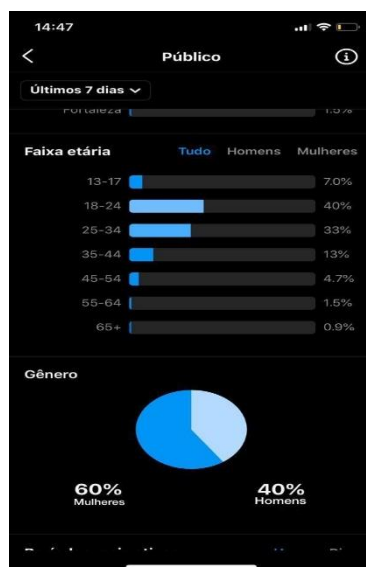 14:47
Público
Últimos 7 dias
Fortaleza 1.5%
Faixa etária Tudo Homens Mulheres
13-17 7.0%
18-24 40%
25-34 33%
35-44 13%
45-54 4.7%
55-64 1.5%
65+ 0.9%
Gênero
60% 40%
Mulheres Homens